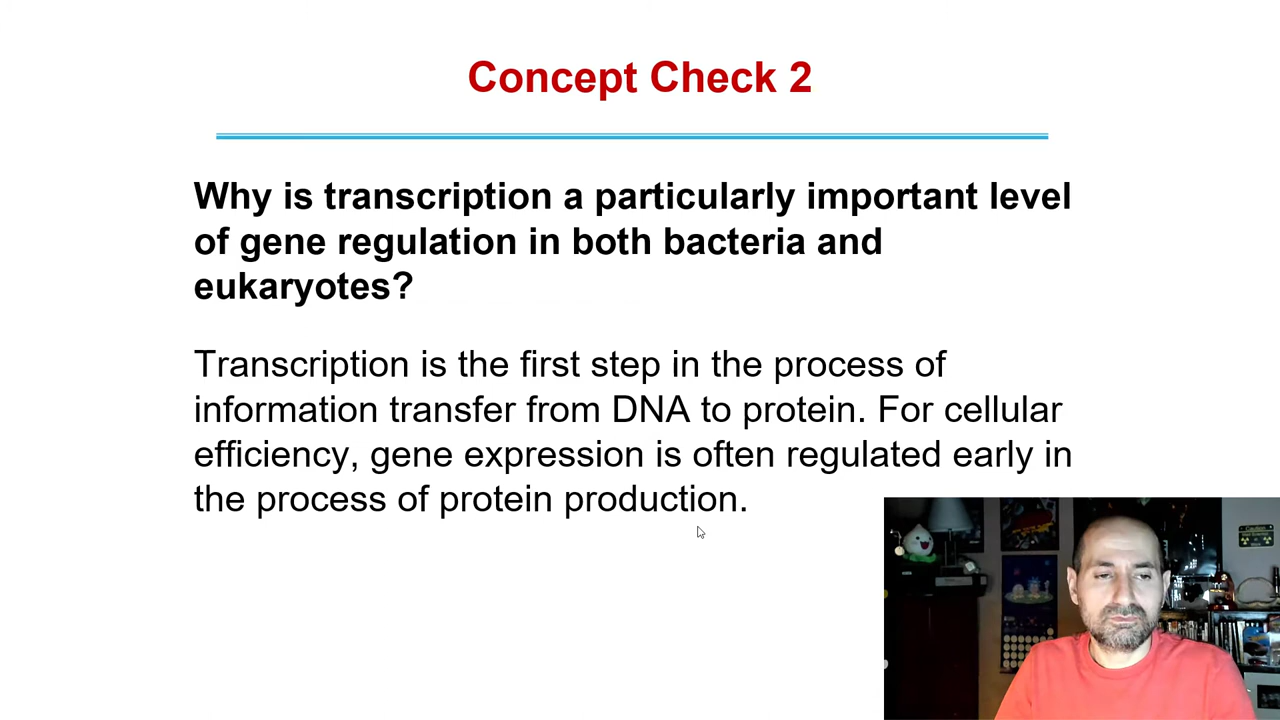 Concept Check 2
Why is transcription a particularly important level
of gene regulation in both bacteria and
eukaryotes?
Transcription is the first step in the process of
information transfer from DNA to protein. For cellular
efficiency, gene expression is often regulated early in
the process of protein production.